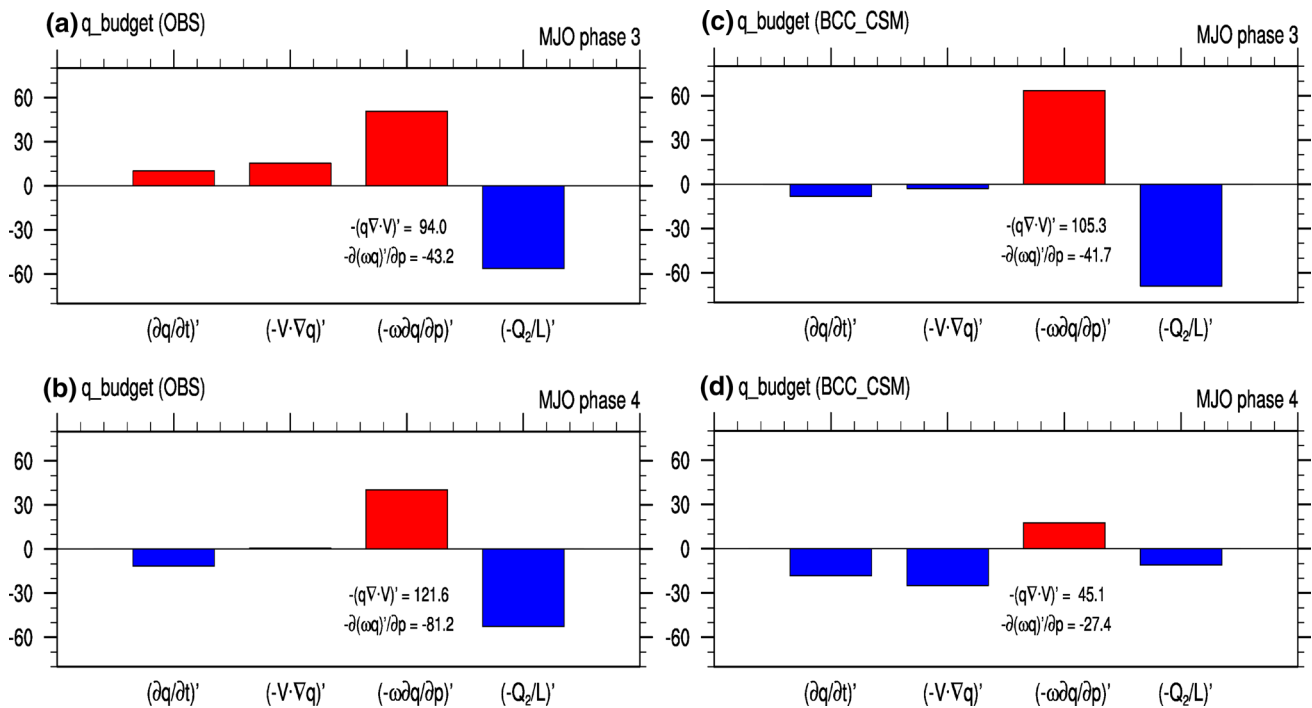 (a) q_budget (OBS)
MJO phase 3
60
30
0
-30
-60
-(q∇·V)’ = 94.0
-∂(ωq)’/∂p = -43.2
(∂q/∂t)’ (-V·∇q)’ (-ω∂q/∂p)’ (-Q₂/L)’
(c) q_budget (BCC_CSM)
MJO phase 3
60
30
0
-30
-60
-(q∇·V)’ = 105.3
-∂(ωq)’/∂p = -41.7
(∂q/∂t)’ (-V·∇q)’ (-ω∂q/∂p)’ (-Q₂/L)’
(b) q_budget (OBS)
MJO phase 4
60
30
0
-30
-60
-(q∇·V)’ = 121.6
-∂(ωq)’/∂p = -81.2
(∂q/∂t)’ (-V·∇q)’ (-ω∂q/∂p)’ (-Q₂/L)’
(d) q_budget (BCC_CSM)
MJO phase 4
60
30
0
-30
-60
-(q∇·V)’ = 45.1
-∂(ωq)’/∂p = -27.4
(∂q/∂t)’ (-V·∇q)’ (-ω∂q/∂p)’ (-Q₂/L)’